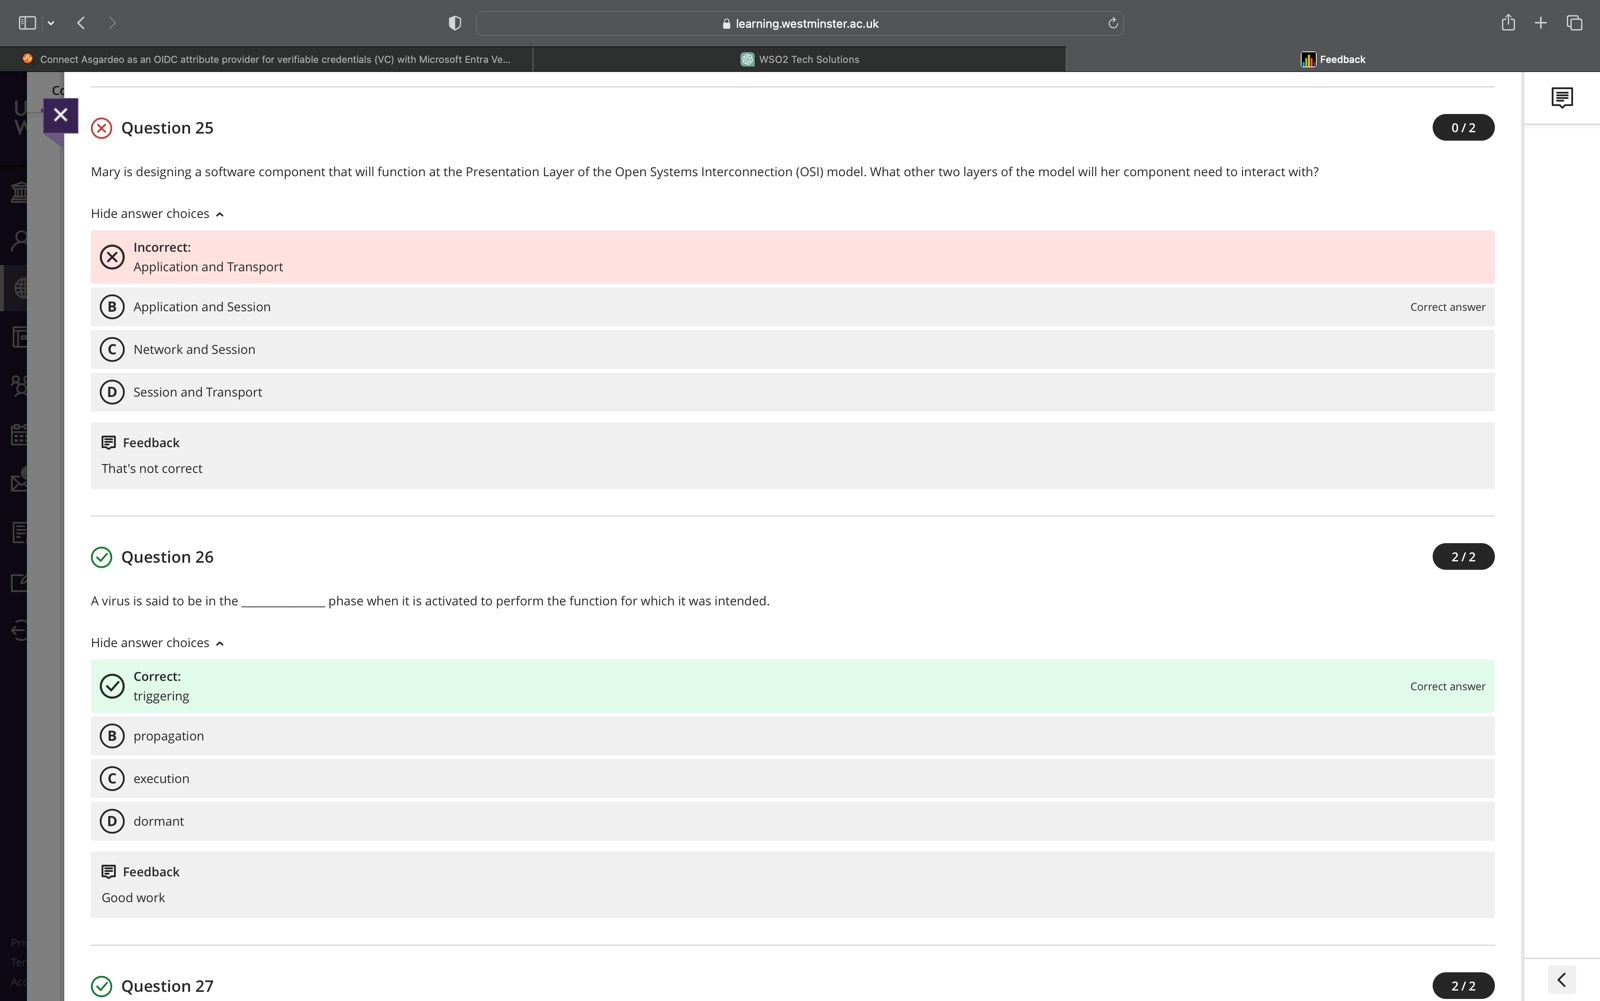 learning.westminster.ac.uk
Connect Asgardeo as an OIDC attribute provider for verifiable credentials (VC) with Microsoft Entra Ve...
WSO2 Tech Solutions
Feedback
Question 25
0 / 2
Mary is designing a software component that will function at the Presentation Layer of the Open Systems Interconnection (OSI) model. What other two layers of the model will her component need to interact with?
Hide answer choices
Incorrect:
Application and Transport
B Application and Session
Correct answer
C Network and Session
D Session and Transport
Feedback
That's not correct
Question 26
2 / 2
A virus is said to be in the ______________ phase when it is activated to perform the function for which it was intended.
Hide answer choices
Correct:
triggering
Correct answer
B propagation
C execution
D dormant
Feedback
Good work
Question 27
2 / 2